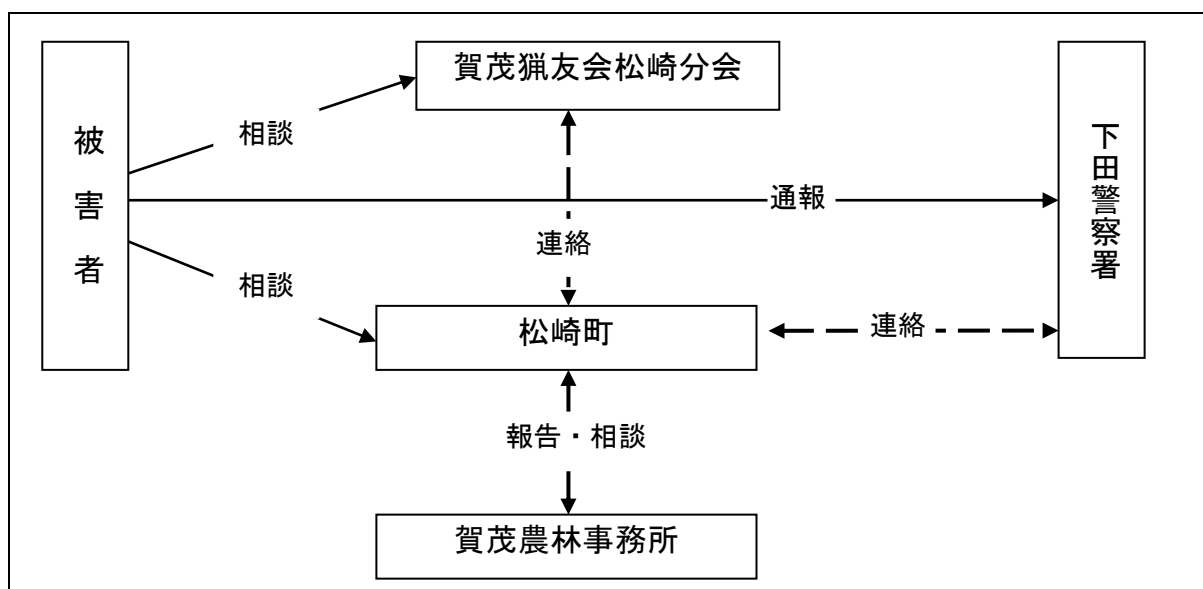 賀茂猟友会松崎分会
被害者
下田警察署
相談
通報
連絡
相談
松崎町
連絡
報告・相談
賀茂農林事務所